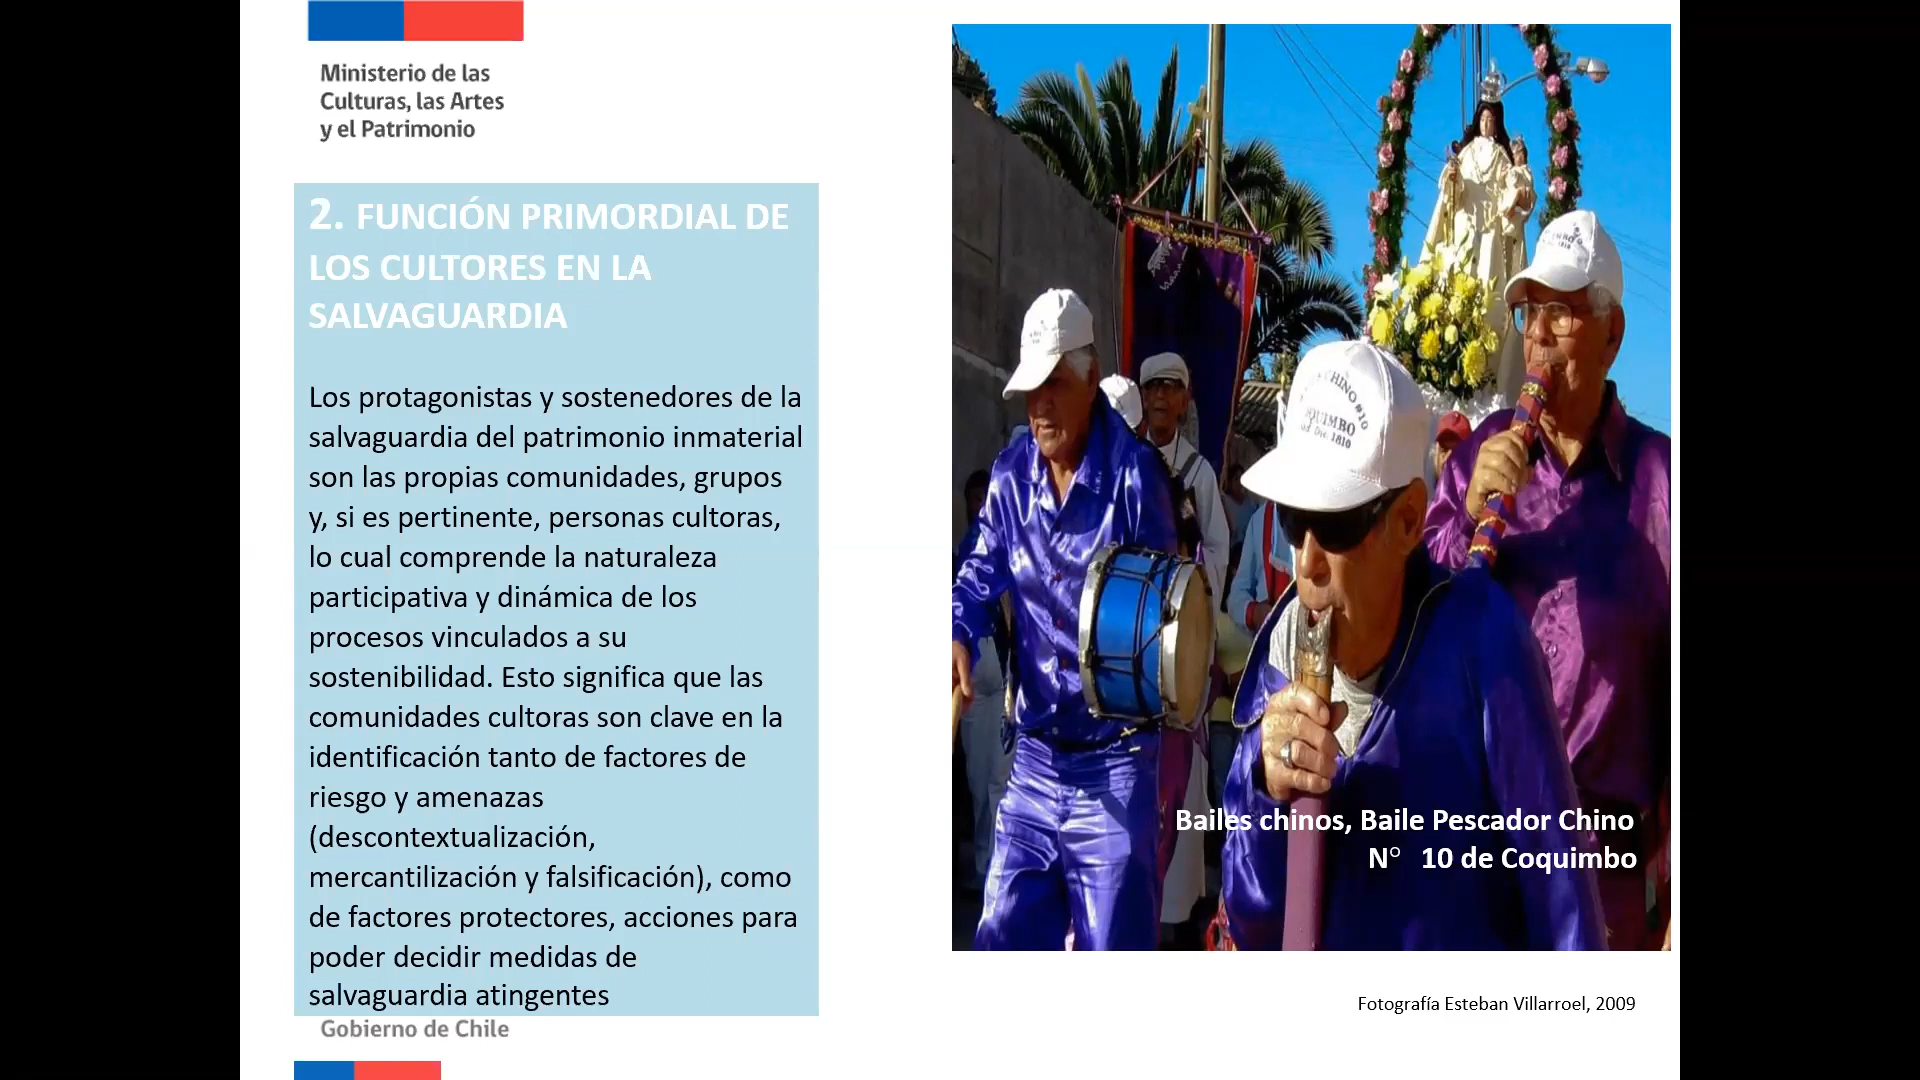 Ministerio de las
Culturas, las Artes
y el Patrimonio
2. FUNCIÓN PRIMORDIAL DE
LOS CULTORES EN LA
SALVAGUARDIA
Los protagonistas y sostenedores de la
salvaguardia del patrimonio inmaterial
son las propias comunidades, grupos
y, si es pertinente, personas cultoras,
lo cual comprende la naturaleza
participativa y dinámica de los
procesos vinculados a su
sostenibilidad. Esto significa que las
comunidades cultoras son clave en la
identificación tanto de factores de
riesgo y amenazas
(descontextualización,
mercantilización y falsificación), como
de factores protectores, acciones para
poder decidir medidas de
salvaguardia atingentes
Gobierno de Chile
CHINO #10
Dic. 1810
Bailes chinos, Baile Pescador Chino
N° 10 de Coquimbo
Fotografía Esteban Villarroel, 2009